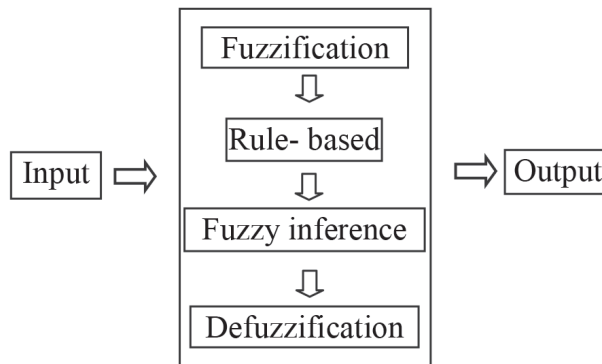 Input
Fuzzification
Rule- based
Fuzzy inference
Defuzzification
Output